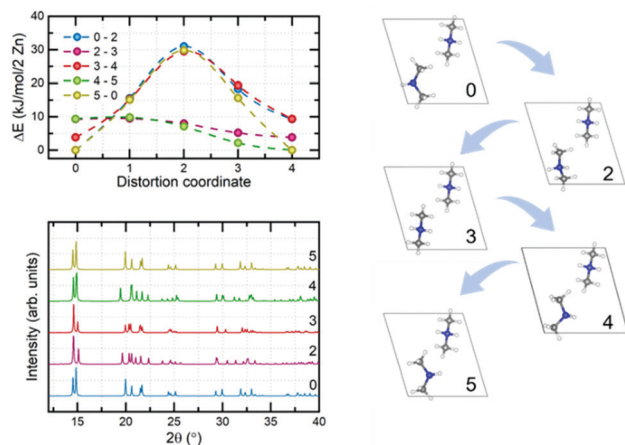 40
30
20
10
0
ΔE (kJ/mol/2 Zn)
0 - 2
2 - 3
3 - 4
4 - 5
5 - 0
0 1 2 3 4
Distortion coordinate
Intensity (arb. units)
5
4
3
2
0
15 20 25 30 35 40
2θ (°)
0
2
3
4
5